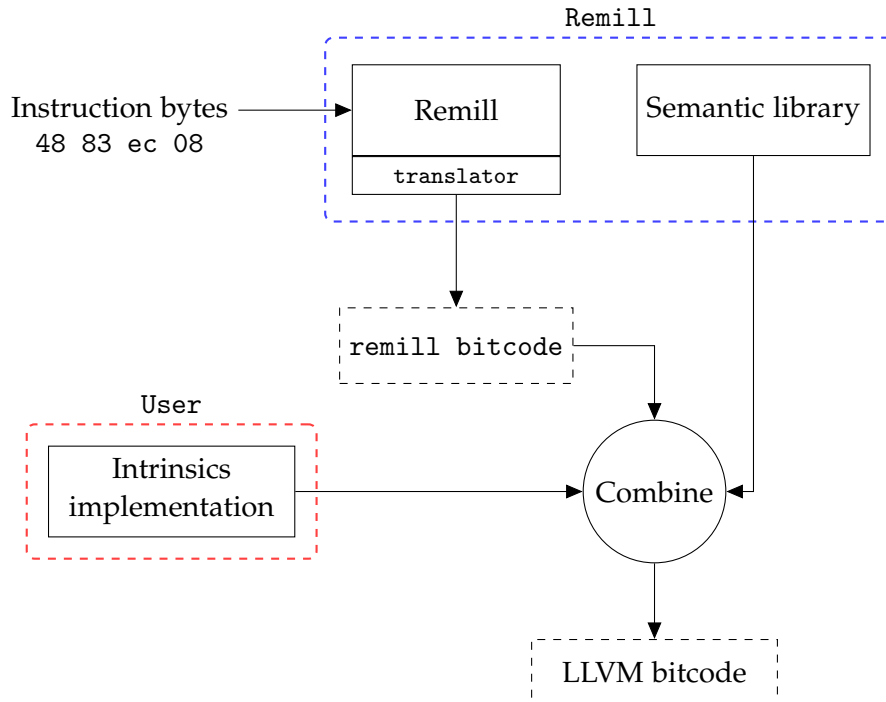 Remill
Instruction bytes
48 83 ec 08
Remill
translator
Semantic library
remill bitcode
User
Intrinsics
implementation
Combine
LLVM bitcode